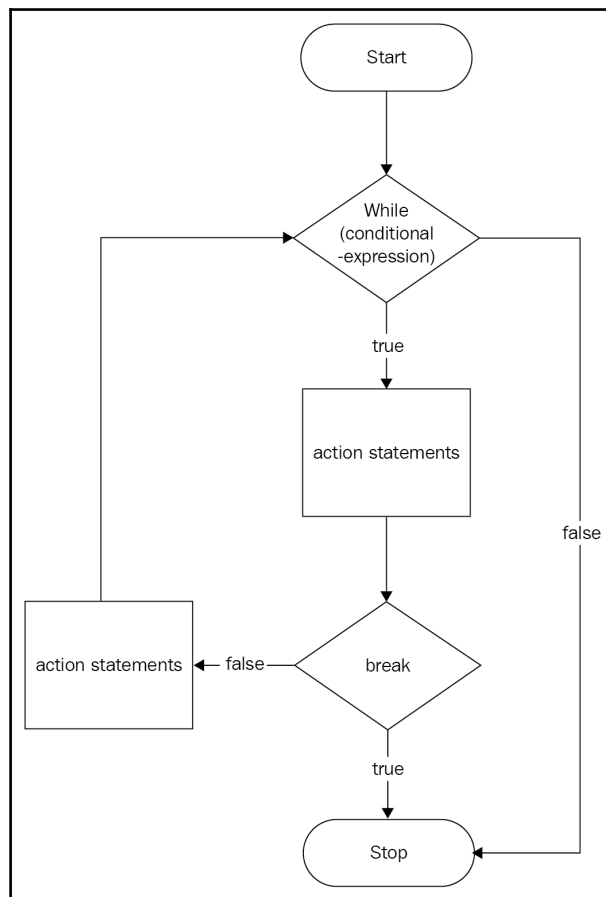 Start
While
(conditional
-expression)
true
action statements
false
action statements
false
break
true
Stop